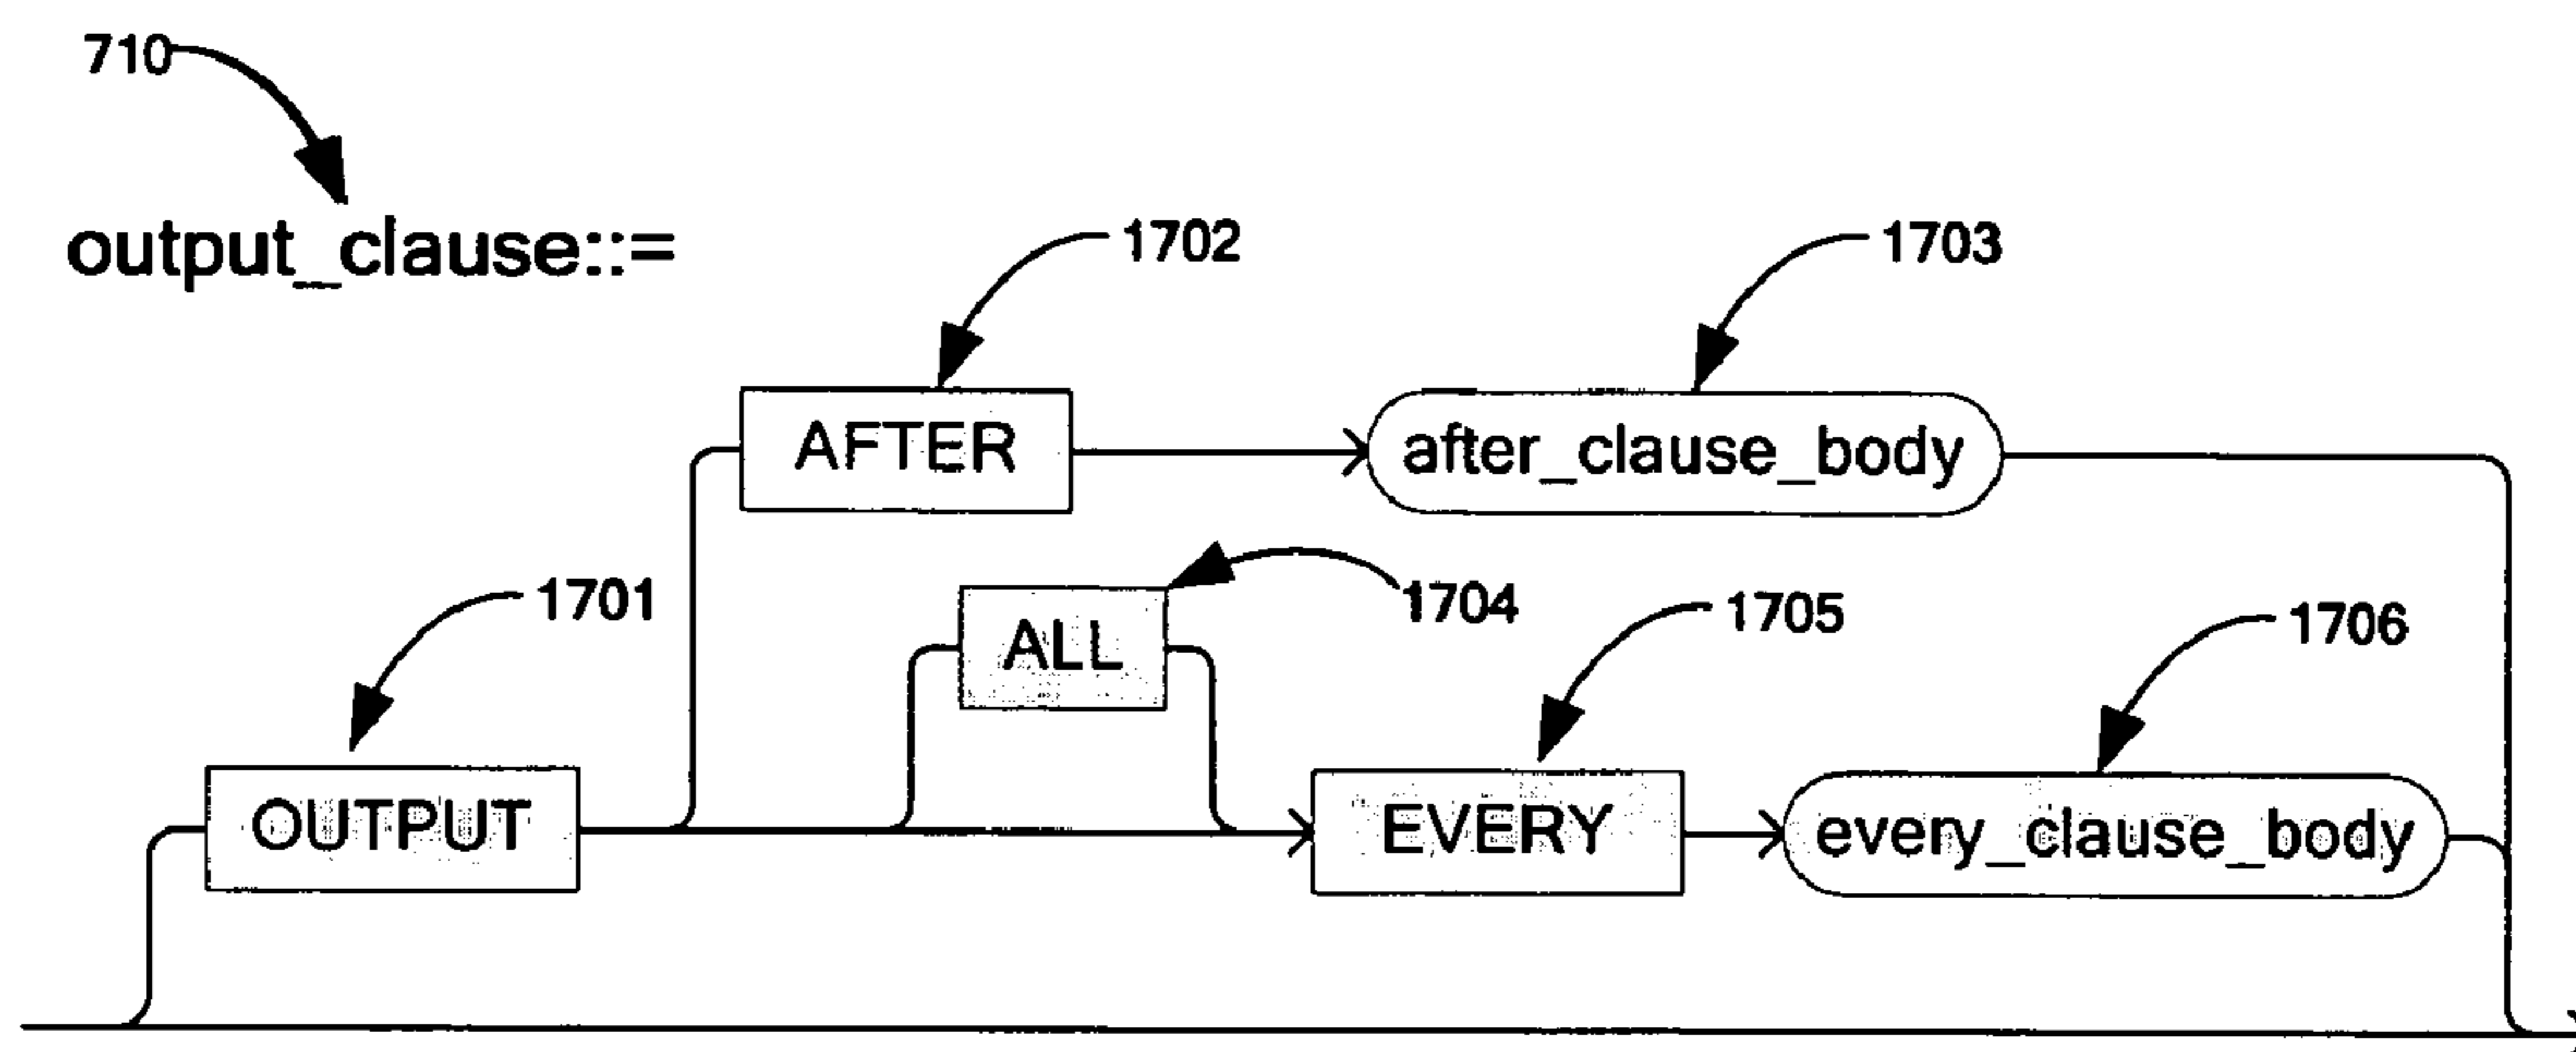 710
output_clause::=
1702
1703
AFTER
after_clause_body
1701
1704
1705
1706
ALL
OUTPUT
EVERY
every_clause_body